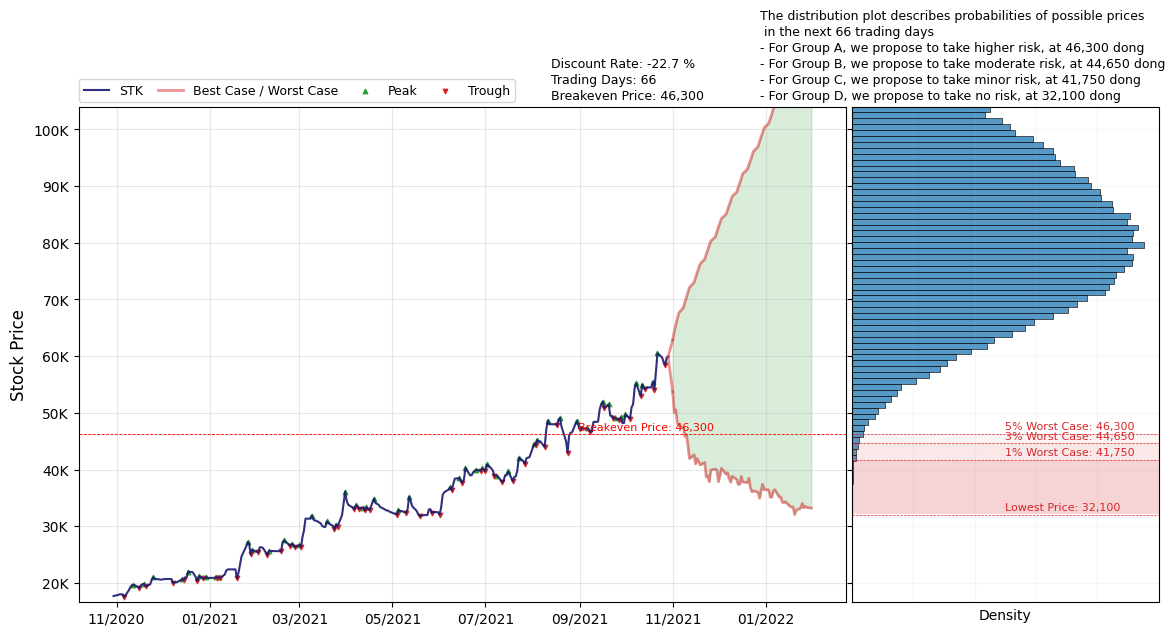 The distribution plot describes probabilities of possible prices
in the next 66 trading days
- For Group A, we propose to take higher risk, at 46,300 dong
- For Group B, we propose to take moderate risk, at 44,650 dong
- For Group C, we propose to take minor risk, at 41,750 dong
- For Group D, we propose to take no risk, at 32,100 dong
Discount Rate: -22.7 %
Trading Days: 66
Breakeven Price: 46,300
STK
Best Case / Worst Case
Peak
Trough
Stock Price
100K
90K
80K
70K
60K
50K
40K
30K
20K
Breakeven Price: 46,300
11/2020
01/2021
03/2021
05/2021
07/2021
09/2021
11/2021
01/2022
5% Worst Case: 46,300
3% Worst Case: 44,650
1% Worst Case: 41,750
Lowest Price: 32,100
Density